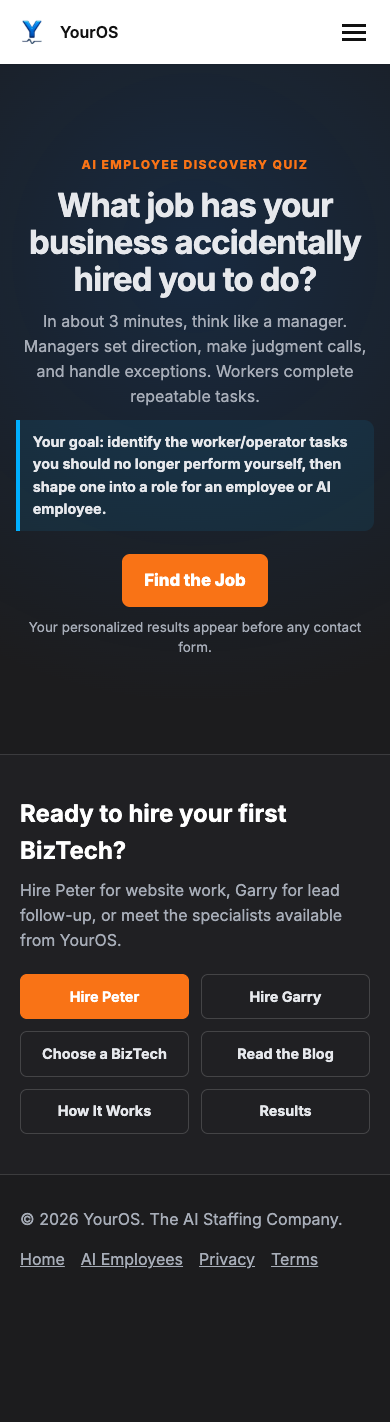 YourOS
AI EMPLOYEE DISCOVERY QUIZ
What job has your
business accidentally
hired you to do?
In about 3 minutes, think like a manager.
Managers set direction, make judgment calls,
and handle exceptions. Workers complete
repeatable tasks.
Your goal: identify the worker/operator tasks
you should no longer perform yourself, then
shape one into a role for an employee or AI
employee.
Find the Job
Your personalized results appear before any contact
form.
Ready to hire your first
BizTech?
Hire Peter for website work, Garry for lead
follow-up, or meet the specialists available
from YourOS.
Hire Peter
Hire Garry
Choose a BizTech
Read the Blog
How It Works
Results
© 2026 YourOS. The AI Staffing Company.
Home AI Employees Privacy Terms